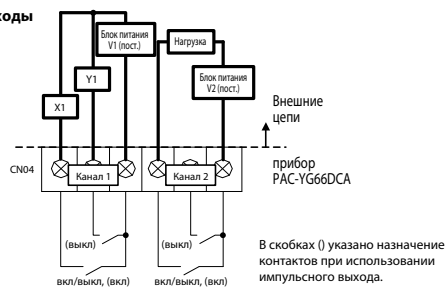 ходы
Блок питания
V1 (пост.)
Нагрузка
Y1
Блок питания
V2 (пост.)
X1
Внешние
цепи
CN04
Канал 1
Канал 2
прибор
PAC-YG66DCA
(выкл)
(выкл)
В скобках () указано назначение
контактов при использовании
импульсного выхода.
вкл/выкл, (вкл)
вкл/выкл, (вкл)